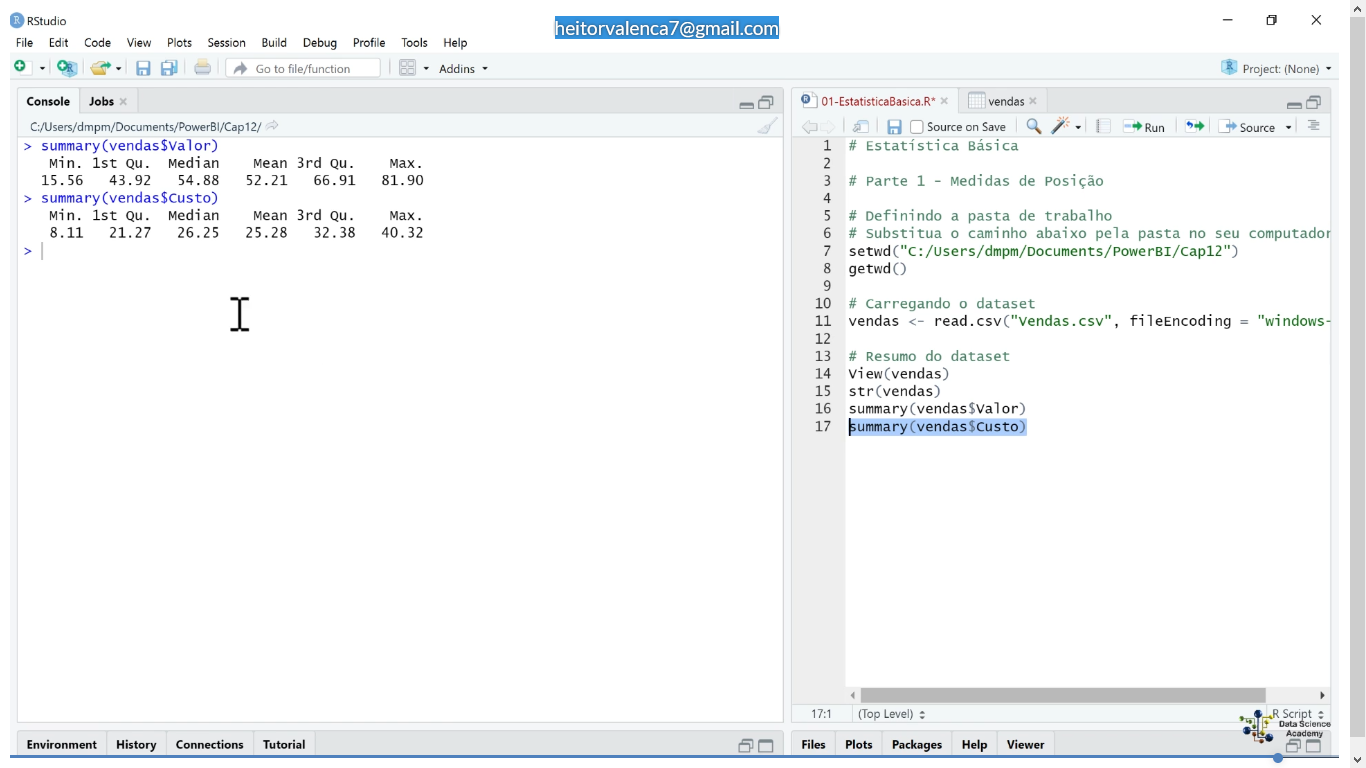 RStudio
heitorvalenca7@gmail.com
File Edit Code View Plots Session Build Debug Profile Tools Help
Go to file/function Addins Project: (None)
Console Jobs
C:/Users/dmpm/Documents/PowerBI/Cap12/
> summary(vendas$Valor)
Min. 1st Qu. Median Mean 3rd Qu. Max.
15.56 43.92 54.88 52.21 66.91 81.90
> summary(vendas$Custo)
Min. 1st Qu. Median Mean 3rd Qu. Max.
8.11 21.27 26.25 25.28 32.38 40.32
>
Environment History Connections Tutorial
01-EstatisticaBasica.R* vendas
Source on Save Run Source
1 # Estatística Básica
2
3 # Parte 1 - Medidas de Posição
4
5 # Definindo a pasta de trabalho
6 # Substitua o caminho abaixo pela pasta no seu computador
7 setwd("C:/Users/dmpm/Documents/PowerBI/Cap12")
8 getwd()
9
10 # Carregando o dataset
11 vendas <- read.csv("Vendas.csv", fileEncoding = "windows-
12
13 # Resumo do dataset
14 View(vendas)
15 str(vendas)
16 summary(vendas$Valor)
17 summary(vendas$Custo)
17:1 (Top Level) R Script
Data Science
Academy
Files Plots Packages Help Viewer